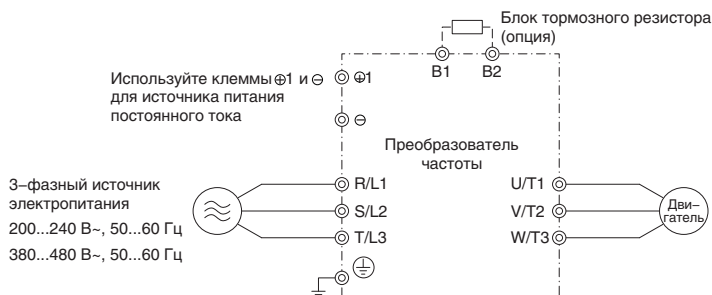 Блок тормозного резистора
(опция)
B1 B2
Используйте клеммы ⊕1 и ⊖
для источника питания
постоянного тока
⊕1
⊖
Преобразователь
частоты
3–фазный источник
электропитания
200...240 В~, 50...60 Гц
380...480 В~, 50...60 Гц
R/L1
S/L2
T/L3
U/T1
V/T2
W/T3
Дви–
гатель